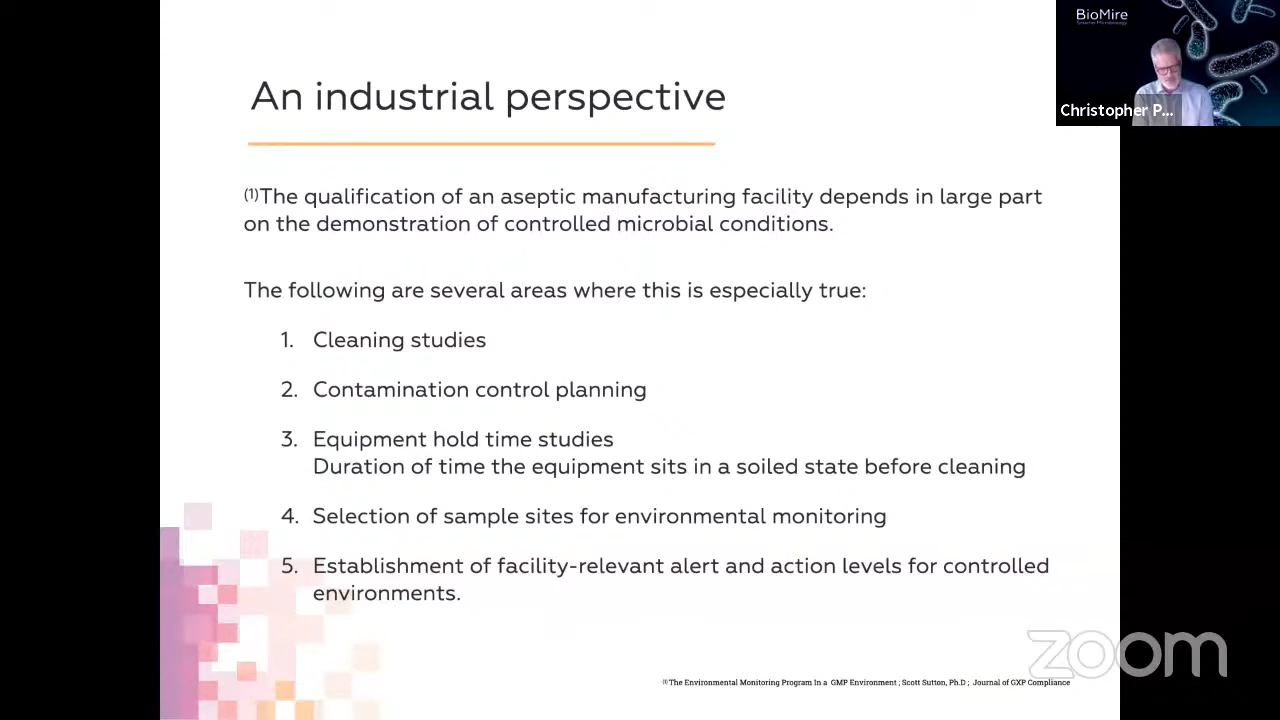 BioMire
Smarter Microbiology
Christopher P...
An industrial perspective
(1)The qualification of an aseptic manufacturing facility depends in large part
on the demonstration of controlled microbial conditions.
The following are several areas where this is especially true:
1. Cleaning studies
2. Contamination control planning
3. Equipment hold time studies
Duration of time the equipment sits in a soiled state before cleaning
4. Selection of sample sites for environmental monitoring
5. Establishment of facility-relevant alert and action levels for controlled
environments.
zoom
(1) The Environmental Monitoring Program In a GMP Environment ; Scott Sutton, Ph.D ; Journal of GXP Compliance